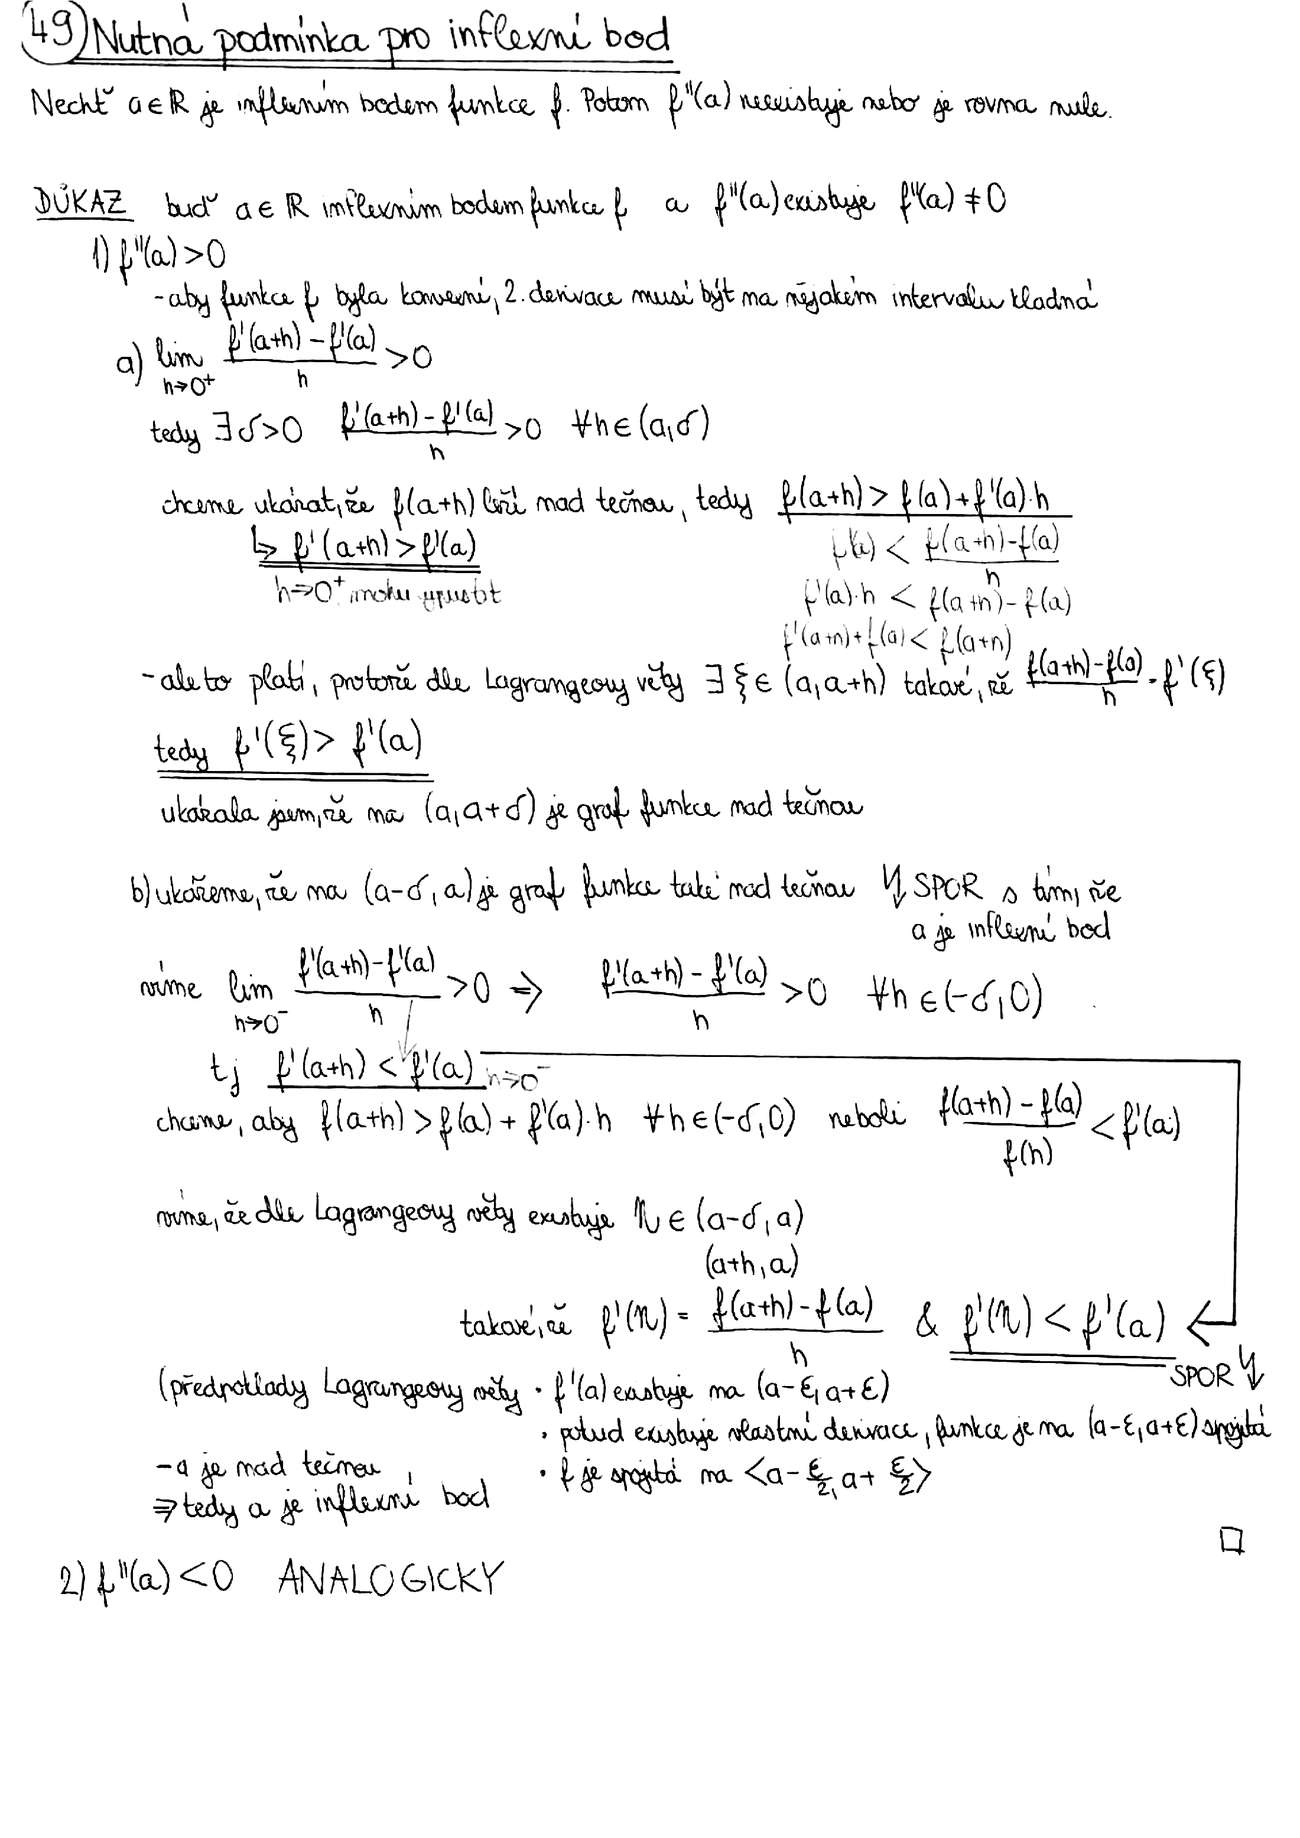 49 Nutná podmínka pro inflexní bod
Nechť a∈ℝ je inflexním bodem funkce f. Potom f''(a) neexistuje nebo je rovna nule.
DŮKAZ buď a∈ℝ inflexním bodem funkce f a f''(a) existuje f''(a) ≠ 0
1) f''(a) > 0
- aby funkce f byla konvexní, 2. derivace musí být na nějakém intervalu kladná
a) lim h→0⁺ (f'(a+h) - f'(a))/h > 0
tedy ∃δ>0 (f'(a+h) - f'(a))/h > 0 ∀h∈(a,δ)
chceme ukázat, že f(a+h) leží nad tečnou, tedy f(a+h) > f(a) + f'(a)·h
↳ f'(a+h) > f'(a)
f'(a) < (f(a+h) - f(a))/h
h→0⁺ mohu vypustit
f'(a)·h < f(a+h) - f(a)
f'(a+h) + f(a) < f(a+h)
- ale to platí, protože dle Lagrangeovy věty ∃ξ∈(a,a+h) takové, že (f(a+h) - f(a))/h = f'(ξ)
tedy f'(ξ) > f'(a)
ukázala jsem, že na (a,a+δ) je graf funkce nad tečnou
b) ukážeme, že na (a-δ,a) je graf funkce také nad tečnou ↯ SPOR s tím, že
a je inflexní bod
víme lim h→0⁻ (f'(a+h) - f'(a))/h > 0 ⇒ (f'(a+h) - f'(a))/h > 0 ∀h∈(-δ,0)
tj f'(a+h) < f'(a) h→0⁻
chceme, aby f(a+h) > f(a) + f'(a)·h ∀h∈(-δ,0) neboli (f(a+h) - f(a))/f(h) < f'(a)
víme, že dle Lagrangeovy věty existuje η∈(a-δ,a)
(a+h,a)
takové, že f'(η) = (f(a+h) - f(a))/h & f'(η) < f'(a) ←
SPOR ↯
(předpoklady Lagrangeovy věty · f'(a) existuje na (a-ε,a+ε)
· pokud existuje vlastní derivace, funkce je na (a-ε,a+ε) spojitá
- a je nad tečnou
· f je spojitá na <a-ε/2, a+ε/2>
⇒ tedy a je inflexní bod
□
2) f''(a) < 0 ANALOGICKY